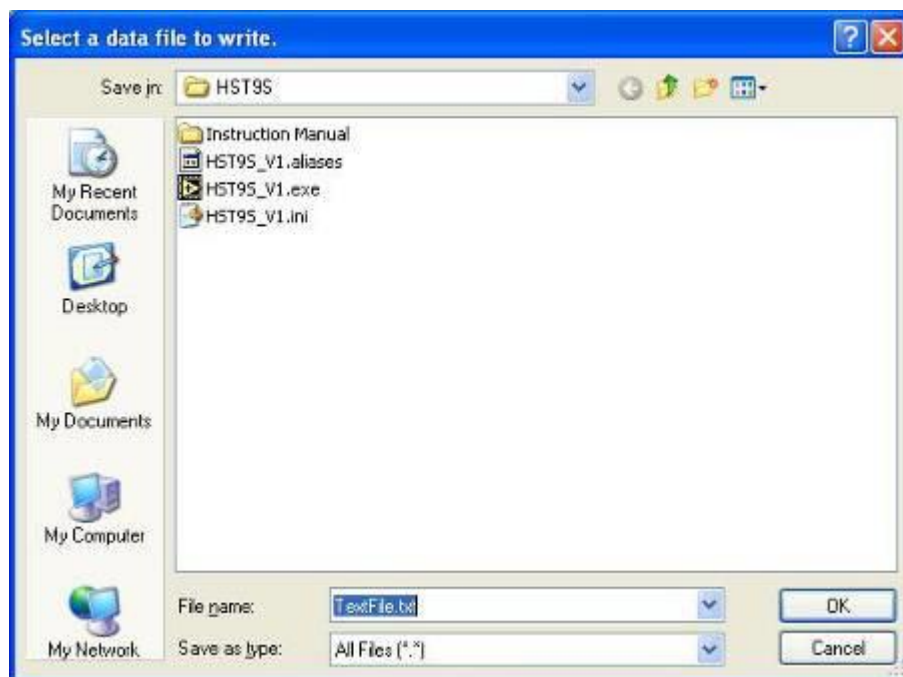 Select a data file to write.
Save in:
HST9S
Instruction Manual
HST9S_V1.aliases
HST9S_V1.exe
HST9S_V1.ini
My Recent
Documents
Desktop
My Documents
My Computer
My Network
File name:
TextFile.txt
OK
Save as type:
All Files (*.*)
Cancel